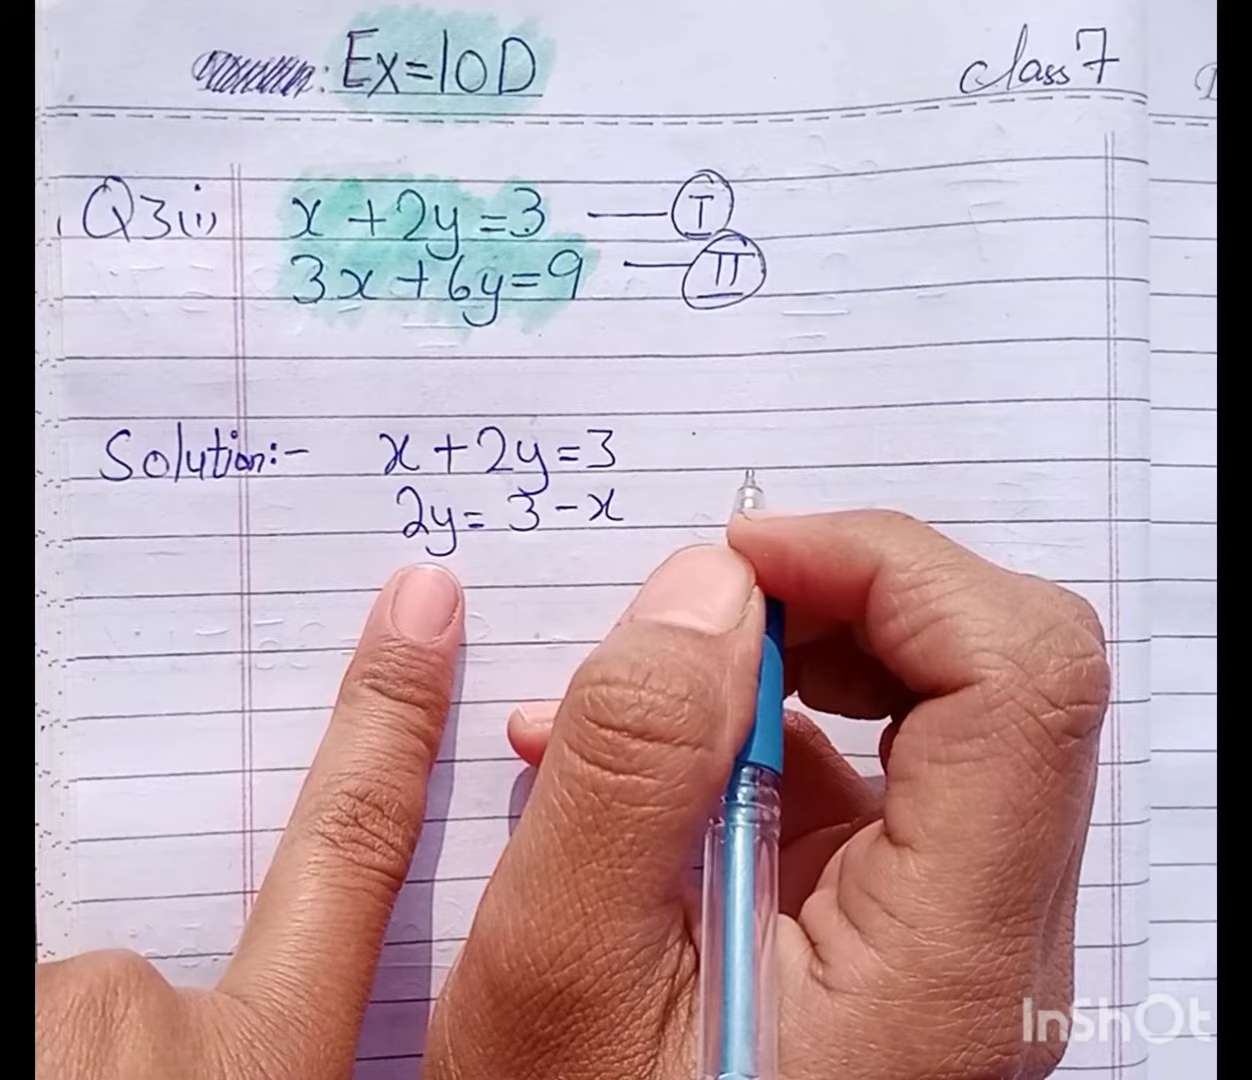 : Ex=10D
class 7
Q3(i) x+2y=3 — I
3x+6y=9 — II
Solution:- x+2y=3
2y=3-x
InShOt